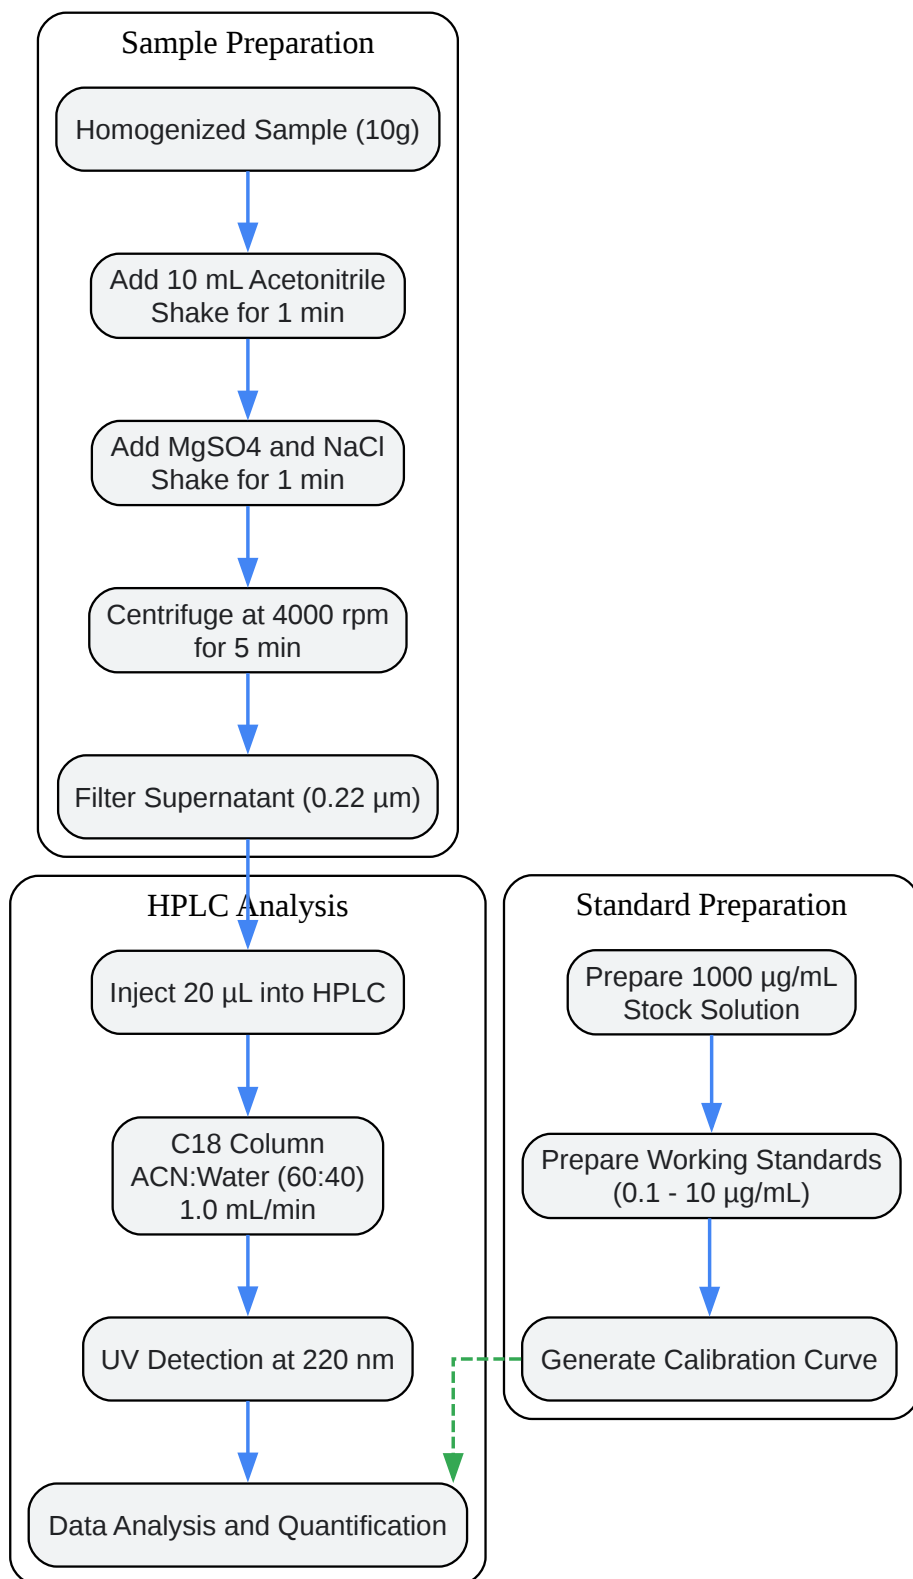 Sample Preparation
Homogenized Sample (10g)
Add 10 mL Acetonitrile
Shake for 1 min
Add MgSO4 and NaCl
Shake for 1 min
Centrifuge at 4000 rpm
for 5 min
Filter Supernatant (0.22 µm)
HPLC Analysis
Inject 20 µL into HPLC
C18 Column
ACN:Water (60:40)
1.0 mL/min
UV Detection at 220 nm
Data Analysis and Quantification
Standard Preparation
Prepare 1000 µg/mL
Stock Solution
Prepare Working Standards
(0.1 - 10 µg/mL)
Generate Calibration Curve